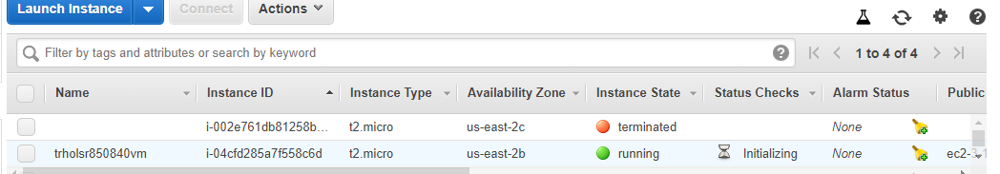 Launch Instance Connect Actions
Filter by tags and attributes or search by keyword 1 to 4 of 4
Name Instance ID Instance Type Availability Zone Instance State Status Checks Alarm Status Public
i-002e761db81258b... t2.micro us-east-2c terminated None
trholsr850840vm i-04cfd285a7f558c6d t2.micro us-east-2b running Initializing None